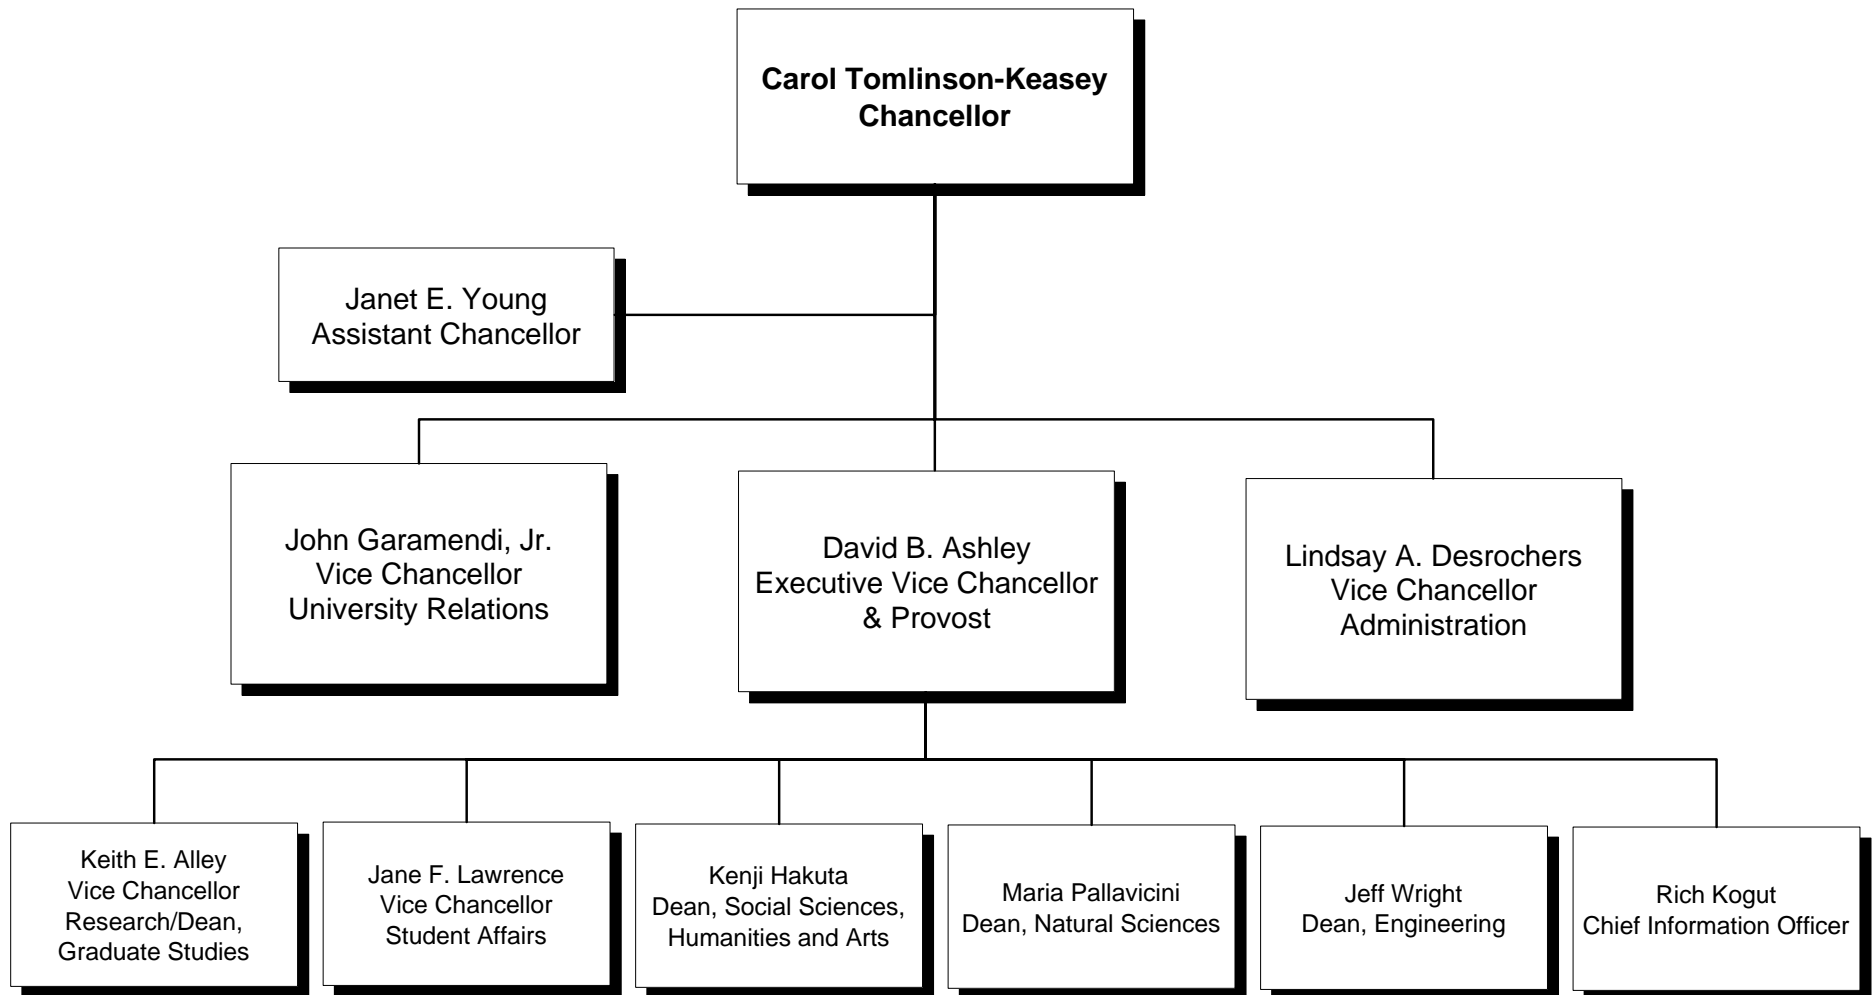 Carol Tomlinson-Keasey
Chancellor
Janet E. Young
Assistant Chancellor
John Garamendi, Jr.
Vice Chancellor
University Relations
David B. Ashley
Executive Vice Chancellor
& Provost
Lindsay A. Desrochers
Vice Chancellor
Administration
Keith E. Alley
Vice Chancellor
Research/Dean,
Graduate Studies
Jane F. Lawrence
Vice Chancellor
Student Affairs
Kenji Hakuta
Dean, Social Sciences,
Humanities and Arts
Maria Pallavicini
Dean, Natural Sciences
Jeff Wright
Dean, Engineering
Rich Kogut
Chief Information Officer